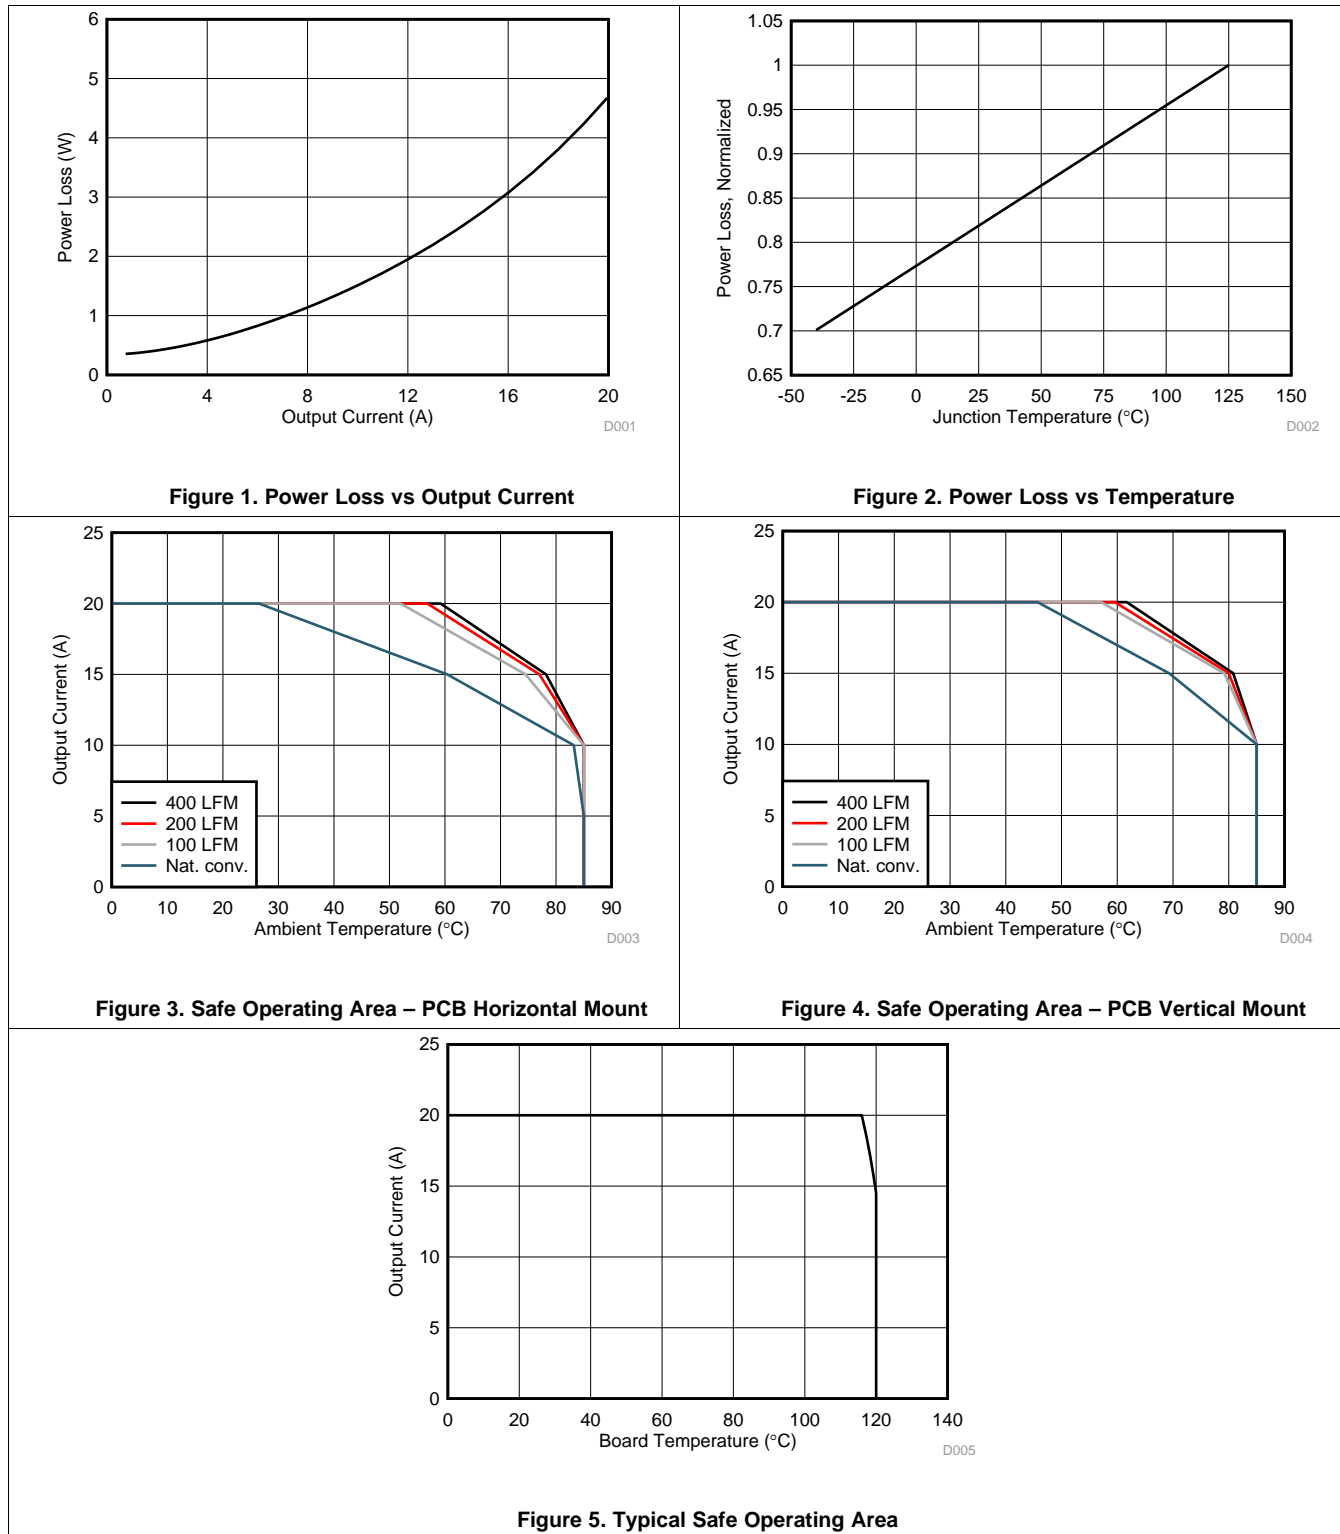 6
5
4
3
2
1
0
Power Loss (W)
0 4 8 12 16 20
Output Current (A)
D001
Figure 1. Power Loss vs Output Current
1.05
1
0.95
0.9
0.85
0.8
0.75
0.7
0.65
Power Loss, Normalized
-50 -25 0 25 50 75 100 125 150
Junction Temperature (°C)
D002
Figure 2. Power Loss vs Temperature
25
20
15
10
5
0
Output Current (A)
400 LFM
200 LFM
100 LFM
Nat. conv.
0 10 20 30 40 50 60 70 80 90
Ambient Temperature (°C)
D003
Figure 3. Safe Operating Area – PCB Horizontal Mount
25
20
15
10
5
0
Output Current (A)
400 LFM
200 LFM
100 LFM
Nat. conv.
0 10 20 30 40 50 60 70 80 90
Ambient Temperature (°C)
D004
Figure 4. Safe Operating Area – PCB Vertical Mount
25
20
15
10
5
0
Output Current (A)
0 20 40 60 80 100 120 140
Board Temperature (°C)
D005
Figure 5. Typical Safe Operating Area